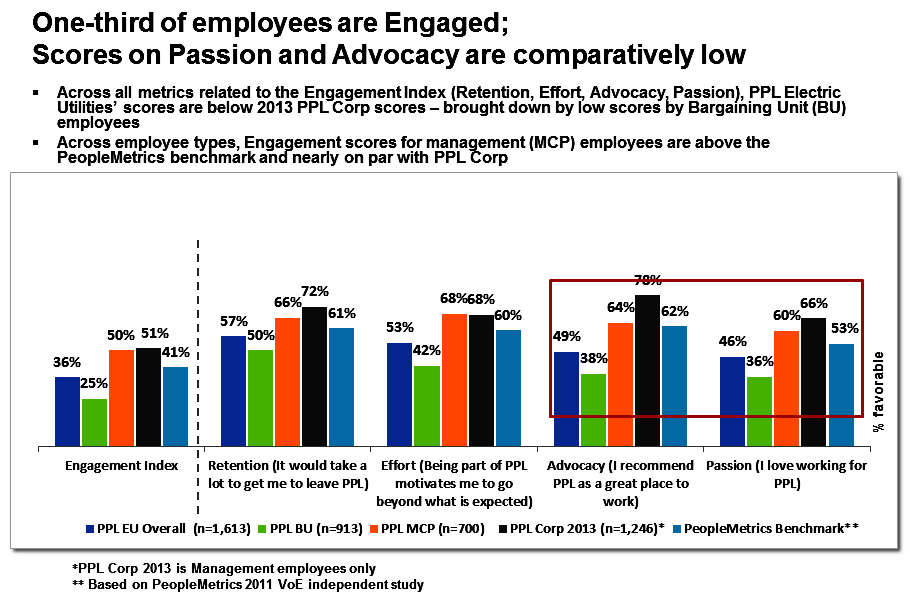 One-third of employees are Engaged;
Scores on Passion and Advocacy are comparatively low
▪ Across all metrics related to the Engagement Index (Retention, Effort, Advocacy, Passion), PPL Electric
Utilities’ scores are below 2013 PPL Corp scores – brought down by low scores by Bargaining Unit (BU)
employees
▪ Across employee types, Engagement scores for management (MCP) employees are above the
PeopleMetrics benchmark and nearly on par with PPL Corp
36% 25% 50% 51% 41%
57% 50% 66% 72% 61%
53% 42% 68% 68% 60%
49% 38% 64% 78% 62%
46% 36% 60% 66% 53%
% favorable
Engagement Index
Retention (It would take a
lot to get me to leave PPL)
Effort (Being part of PPL
motivates me to go
beyond what is expected)
Advocacy (I recommend
PPL as a great place to
work)
Passion (I love working for
PPL)
PPL EU Overall (n=1,613) PPL BU (n=913) PPL MCP (n=700) PPL Corp 2013 (n=1,246)* PeopleMetrics Benchmark**
*PPL Corp 2013 is Management employees only
** Based on PeopleMetrics 2011 VoE independent study